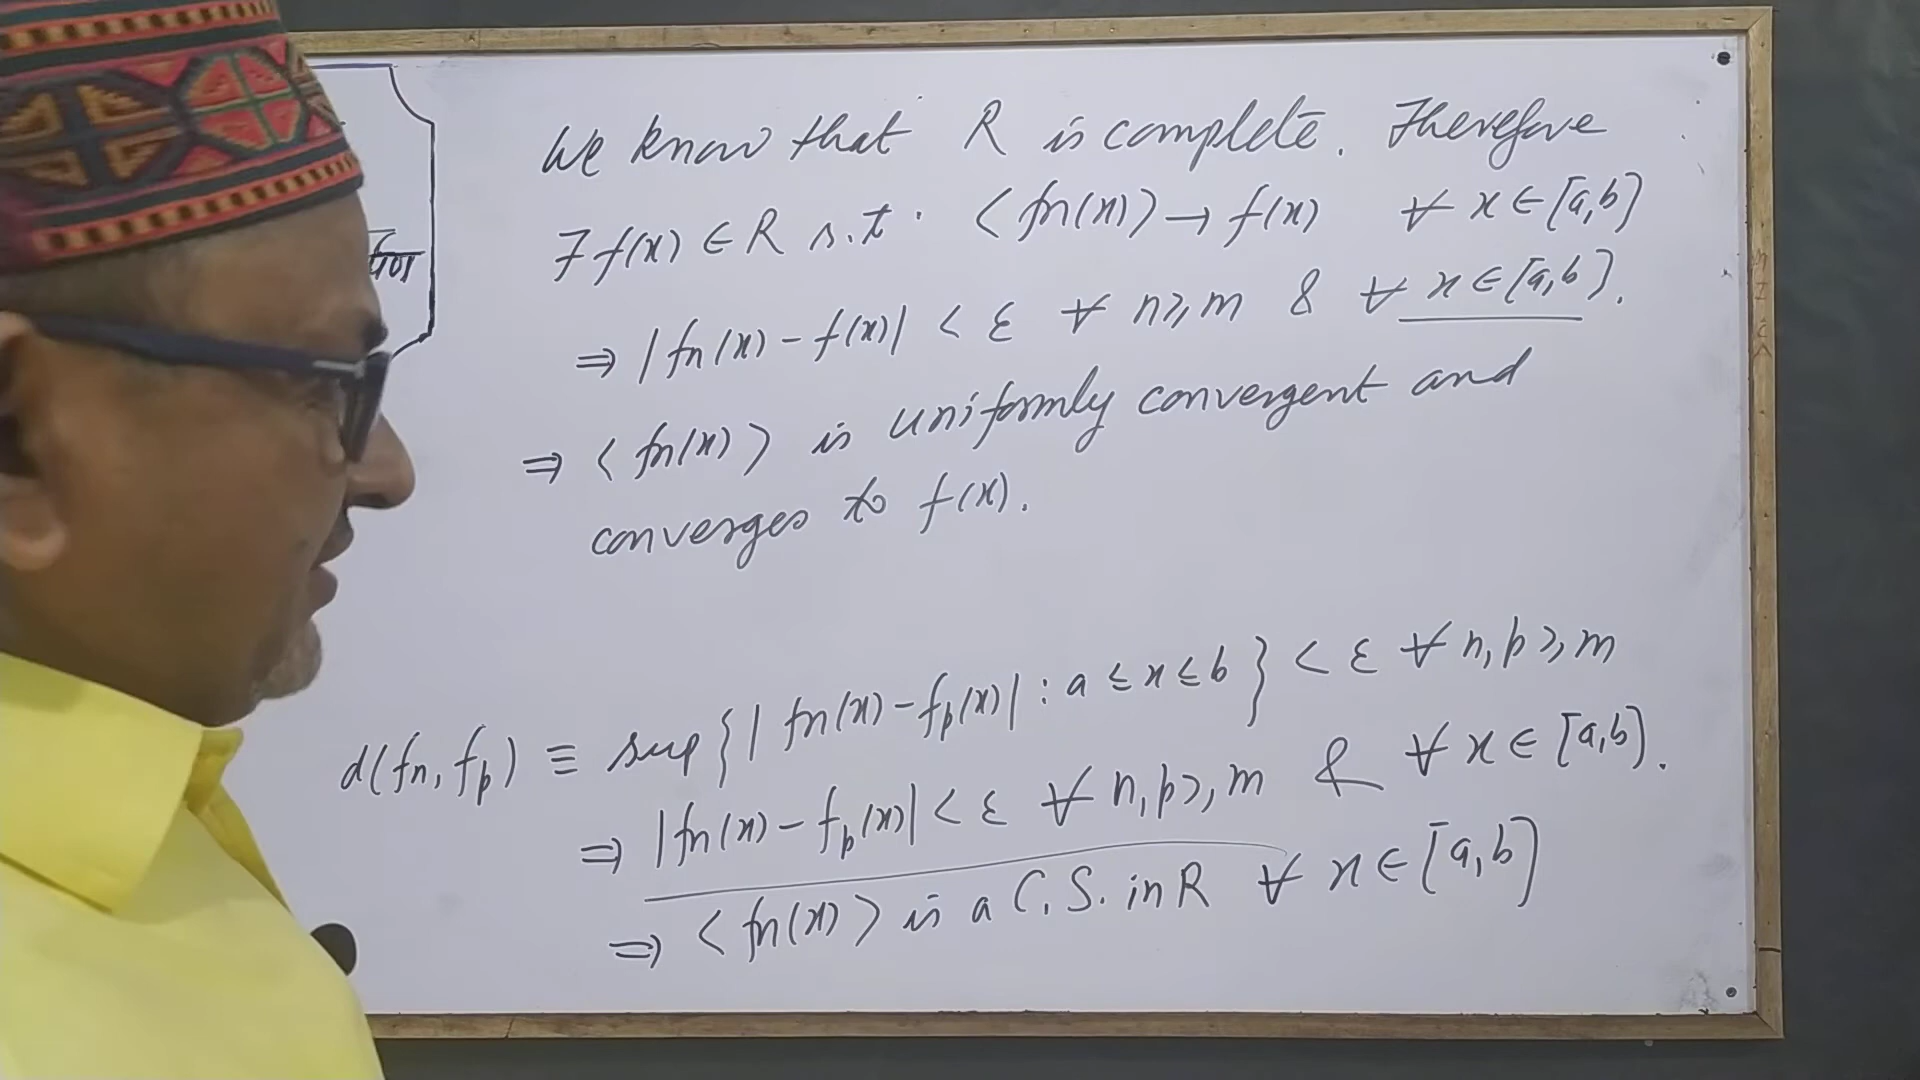 We know that R is complete. Therefore
∃ f(x) ∈ R s.t. <fn(x)> → f(x) ∀ x ∈ [a,b]
⇒ |fn(x) - f(x)| < ε ∀ n ≥ m & ∀ x ∈ [a,b].
⇒ <fn(x)> is uniformly convergent and
converges to f(x).
d(fn, fp) ≡ sup{| fn(x) - fp(x)| : a ≤ x ≤ b} < ε ∀ n, p ≥ m
⇒ |fn(x) - fp(x)| < ε ∀ n, p ≥ m & ∀ x ∈ [a,b].
⇒ <fn(x)> is a C.S. in R ∀ x ∈ [a,b]